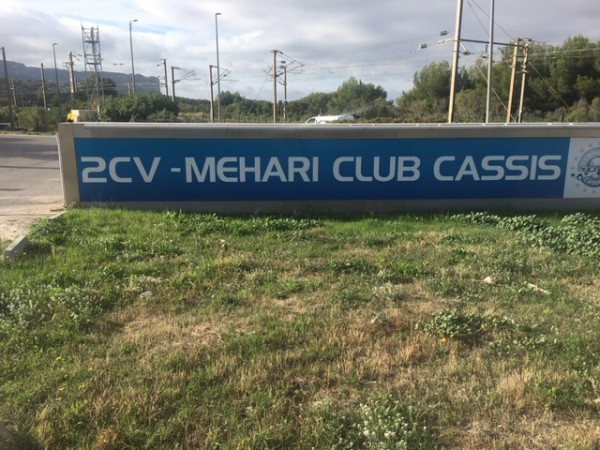 2CV - MEHARI CLUB CASSIS